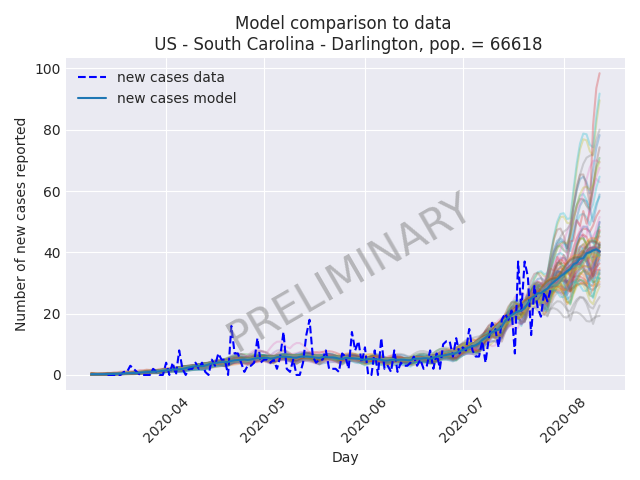 Model comparison to data
US - South Carolina - Darlington, pop. = 66618
new cases data
new cases model
Number of new cases reported
100
80
60
40
20
0
PRELIMINARY
2020-04
2020-05
2020-06
2020-07
2020-08
Day